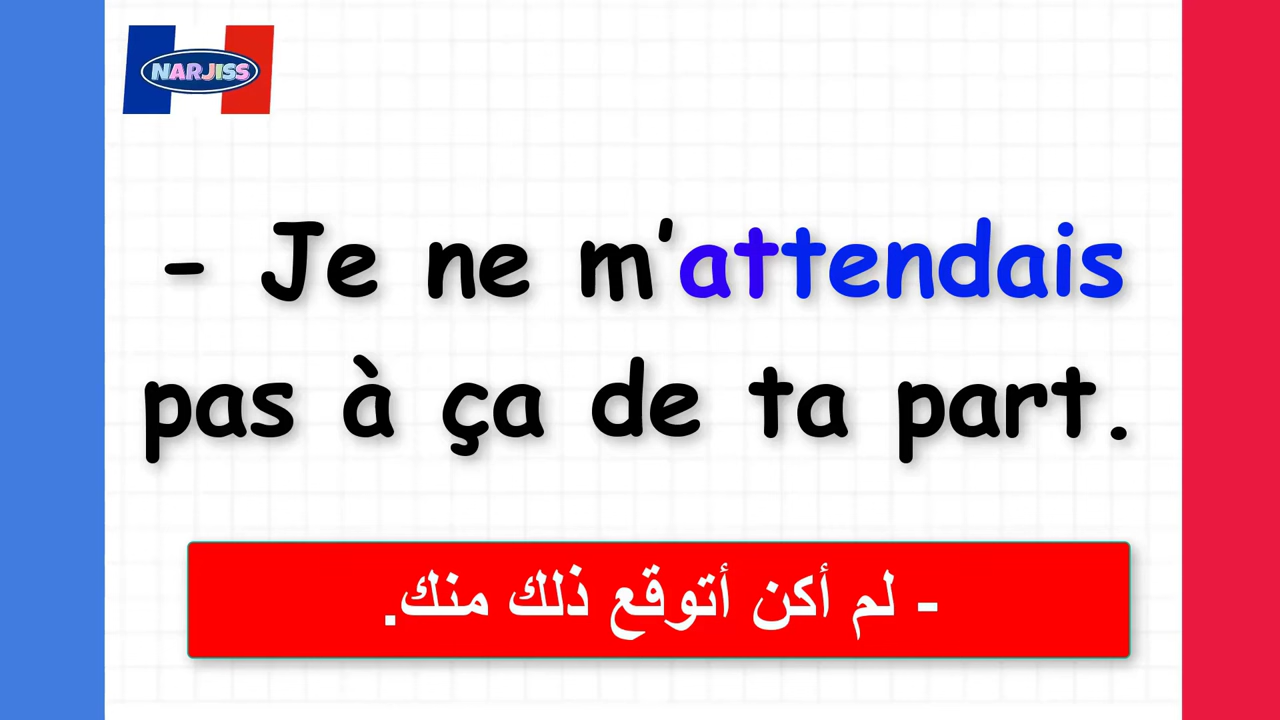 NARJISS
- Je ne m'attendais
pas à ça de ta part.
- لم أكن أتوقع ذلك منك.